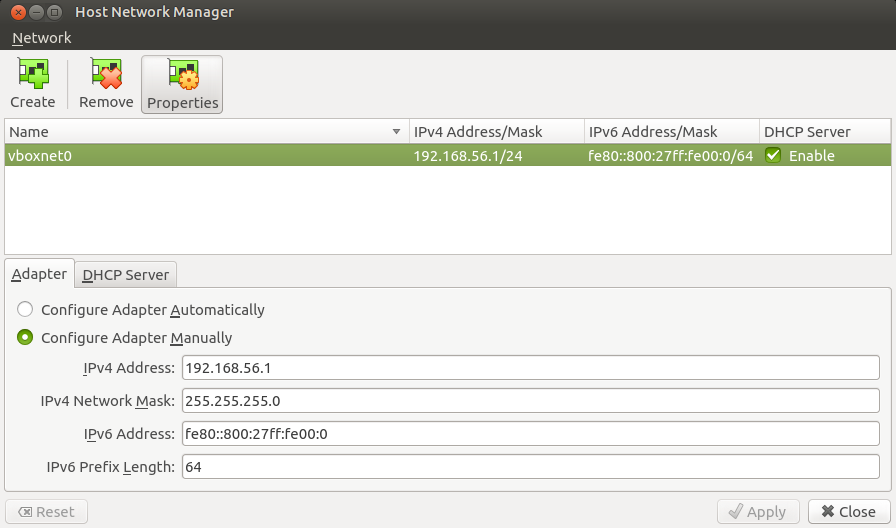 Host Network Manager
Network
Create Remove Properties
Name IPv4 Address/Mask IPv6 Address/Mask DHCP Server
vboxnet0 192.168.56.1/24 fe80::800:27ff:fe00:0/64 Enable
Adapter DHCP Server
Configure Adapter Automatically
Configure Adapter Manually
IPv4 Address: 192.168.56.1
IPv4 Network Mask: 255.255.255.0
IPv6 Address: fe80::800:27ff:fe00:0
IPv6 Prefix Length: 64
Reset Apply Close